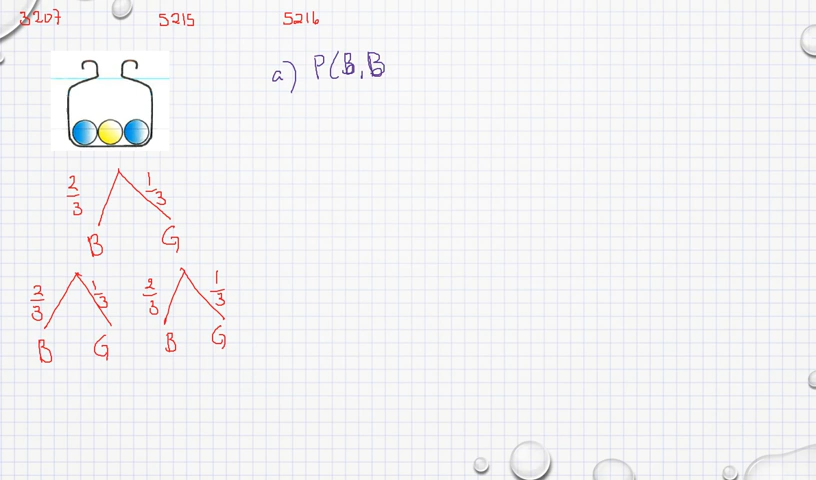 3207 5215 5216
a) P(B,B
2/3 1/3
B G
2/3 1/3 2/3 1/3
B G B G